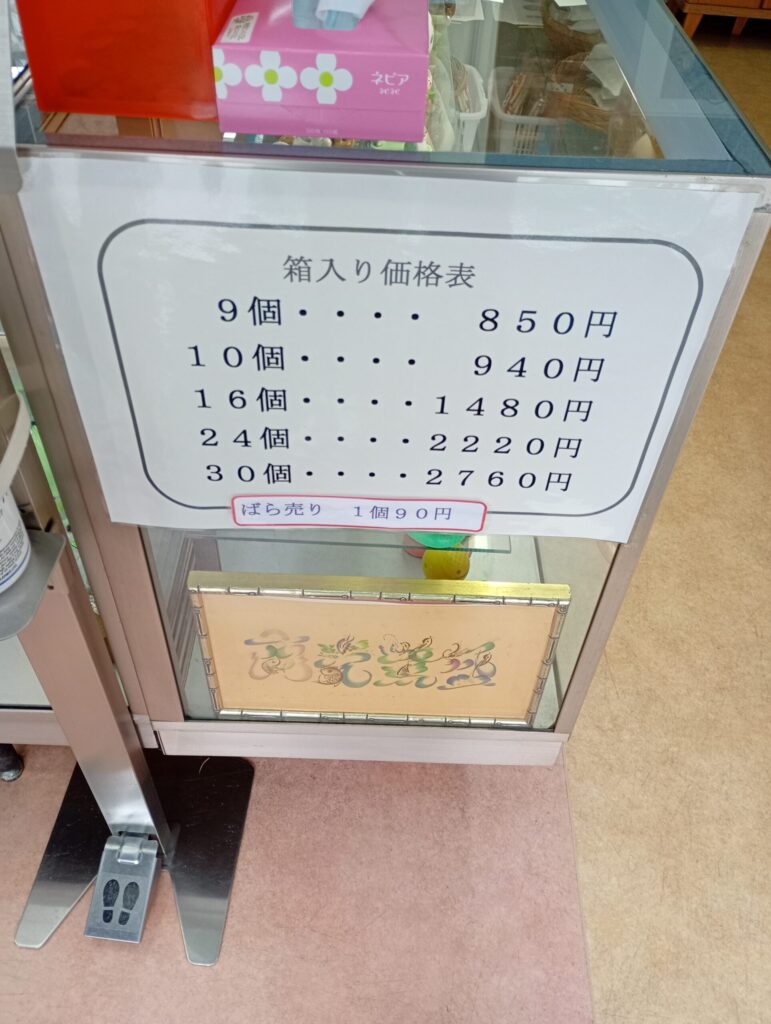 ネピア
箱入り価格表
9個・・・・ 850円
10個・・・・ 940円
16個・・・・1480円
24個・・・・2220円
30個・・・・2760円
ばら売り 1個90円